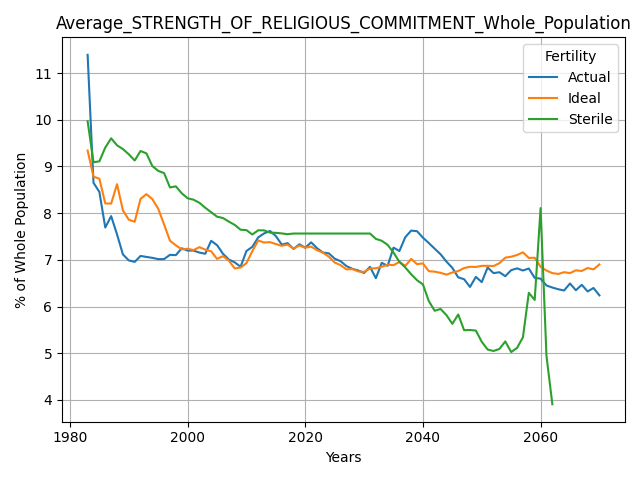 Average_STRENGTH_OF_RELIGIOUS_COMMITMENT_Whole_Population
Fertility
Actual
Ideal
Sterile
% of Whole Population
11
10
9
8
7
6
5
4
1980
2000
2020
2040
2060
Years